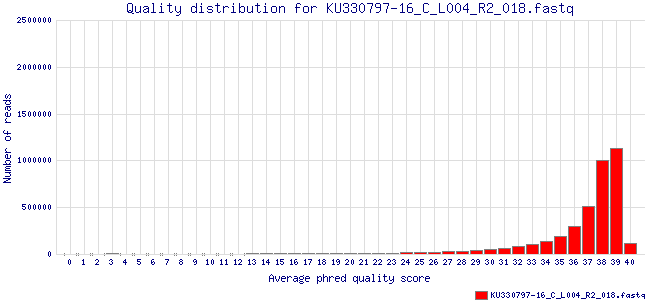 Quality distribution for KU330797-16_C_L004_R2_018.fastq
Number of reads
2500000
2000000
1500000
1000000
500000
0
0 1 2 3 4 5 6 7 8 9 10 11 12 13 14 15 16 17 18 19 20 21 22 23 24 25 26 27 28 29 30 31 32 33 34 35 36 37 38 39 40
Average phred quality score
KU330797-16_C_L004_R2_018.fastq